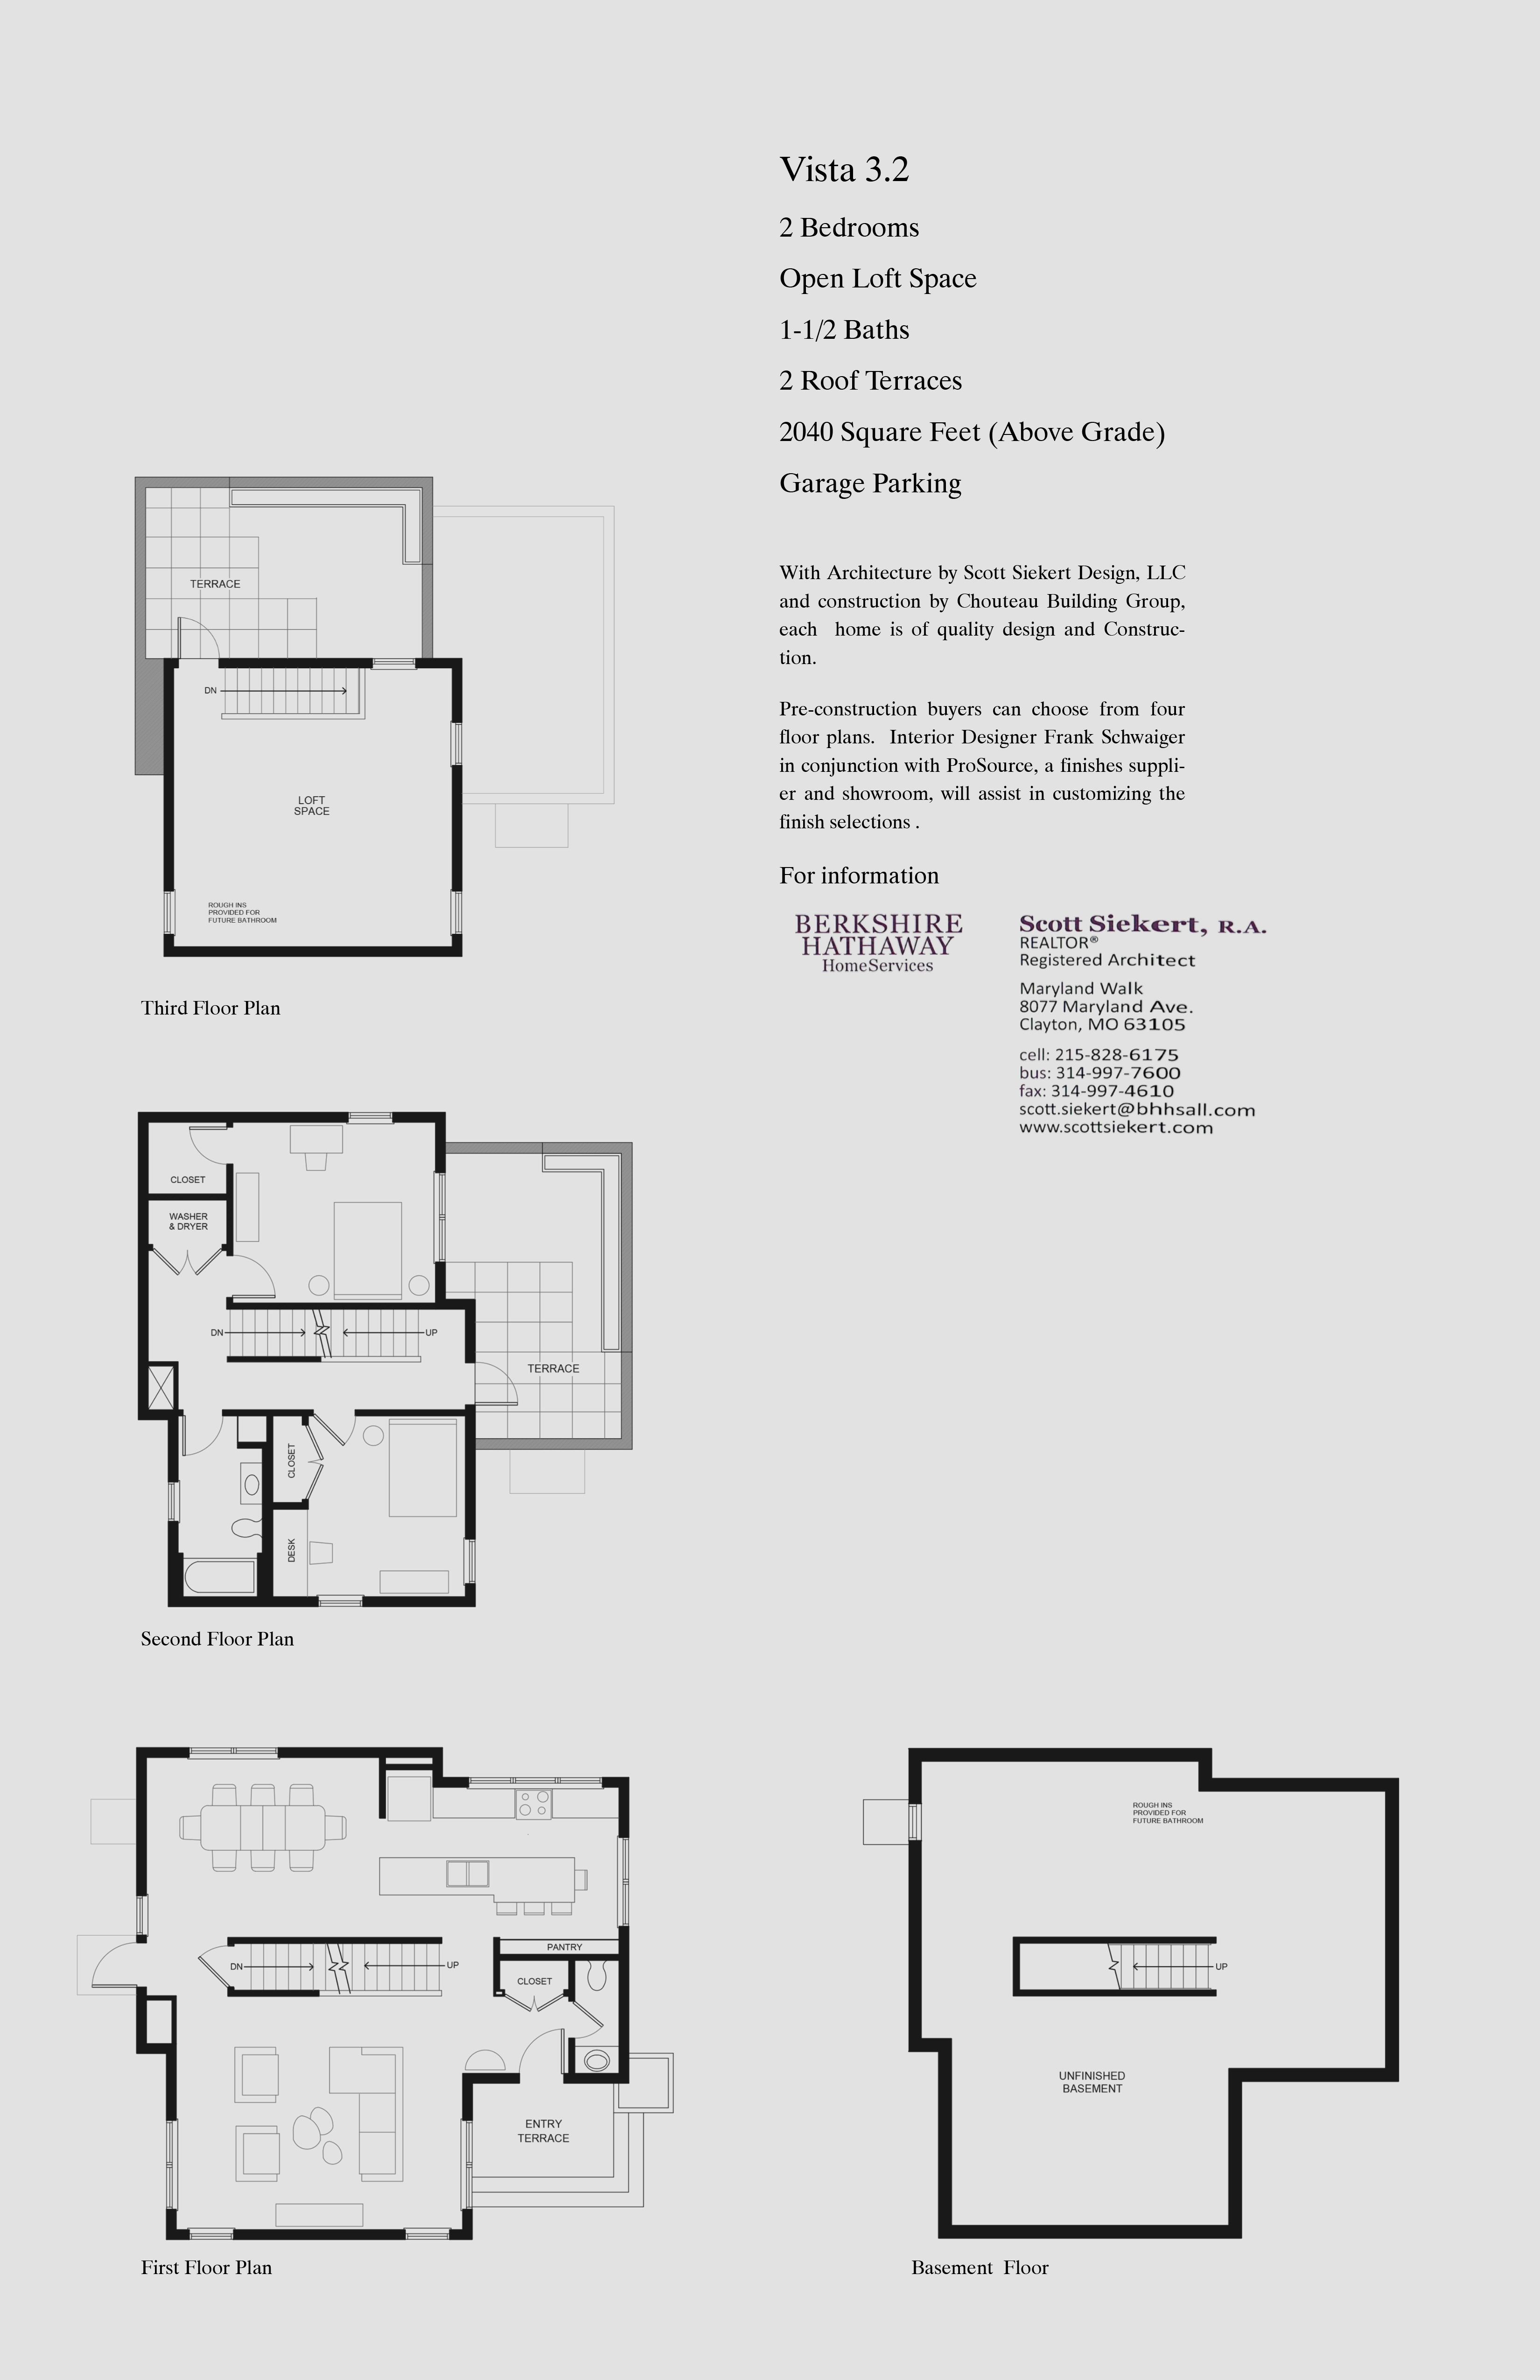 Vista 3.2
2 Bedrooms
Open Loft Space
1-1/2 Baths
2 Roof Terraces
2040 Square Feet (Above Grade)
Garage Parking
With Architecture by Scott Siekert Design, LLC
and construction by Chouteau Building Group,
each home is of quality design and Construc-
tion.
Pre-construction buyers can choose from four
floor plans. Interior Designer Frank Schwaiger
in conjunction with ProSource, a finishes suppli-
er and showroom, will assist in customizing the
finish selections .
For information
BERKSHIRE
HATHAWAY
HomeServices
Scott Siekert, R.A.
REALTOR®
Registered Architect
Maryland Walk
8077 Maryland Ave.
Clayton, MO 63105
cell: 215-828-6175
bus: 314-997-7600
fax: 314-997-4610
scott.siekert@bhhsall.com
www.scottsiekert.com
TERRACE
DN
LOFT
SPACE
ROUGH INS
PROVIDED FOR
FUTURE BATHROOM
Third Floor Plan
CLOSET
WASHER
& DRYER
DN
UP
TERRACE
CLOSET
DESK
Second Floor Plan
PANTRY
DN
UP
CLOSET
ENTRY
TERRACE
First Floor Plan
ROUGH INS
PROVIDED FOR
FUTURE BATHROOM
UP
UNFINISHED
BASEMENT
Basement Floor